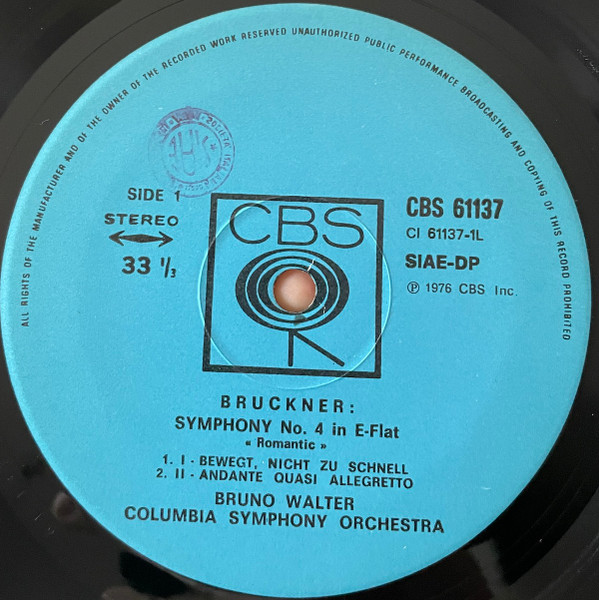 ALL RIGHTS OF THE MANUFACTURER AND OF THE OWNER OF THE RECORDED WORK RESERVED UNAUTHORIZED PUBLIC PERFORMANCE BROADCASTING AND COPYING OF THIS RECORD PROHIBITED
SIDE 1
STEREO
33 1/3
CBS
CBS 61137
CI 61137-1L
SIAE-DP
℗ 1976 CBS Inc.
BRUCKNER:
SYMPHONY No. 4 in E-Flat
« Romantic »
1. I - BEWEGT, NICHT ZU SCHNELL
2. II - ANDANTE QUASI ALLEGRETTO
BRUNO WALTER
COLUMBIA SYMPHONY ORCHESTRA